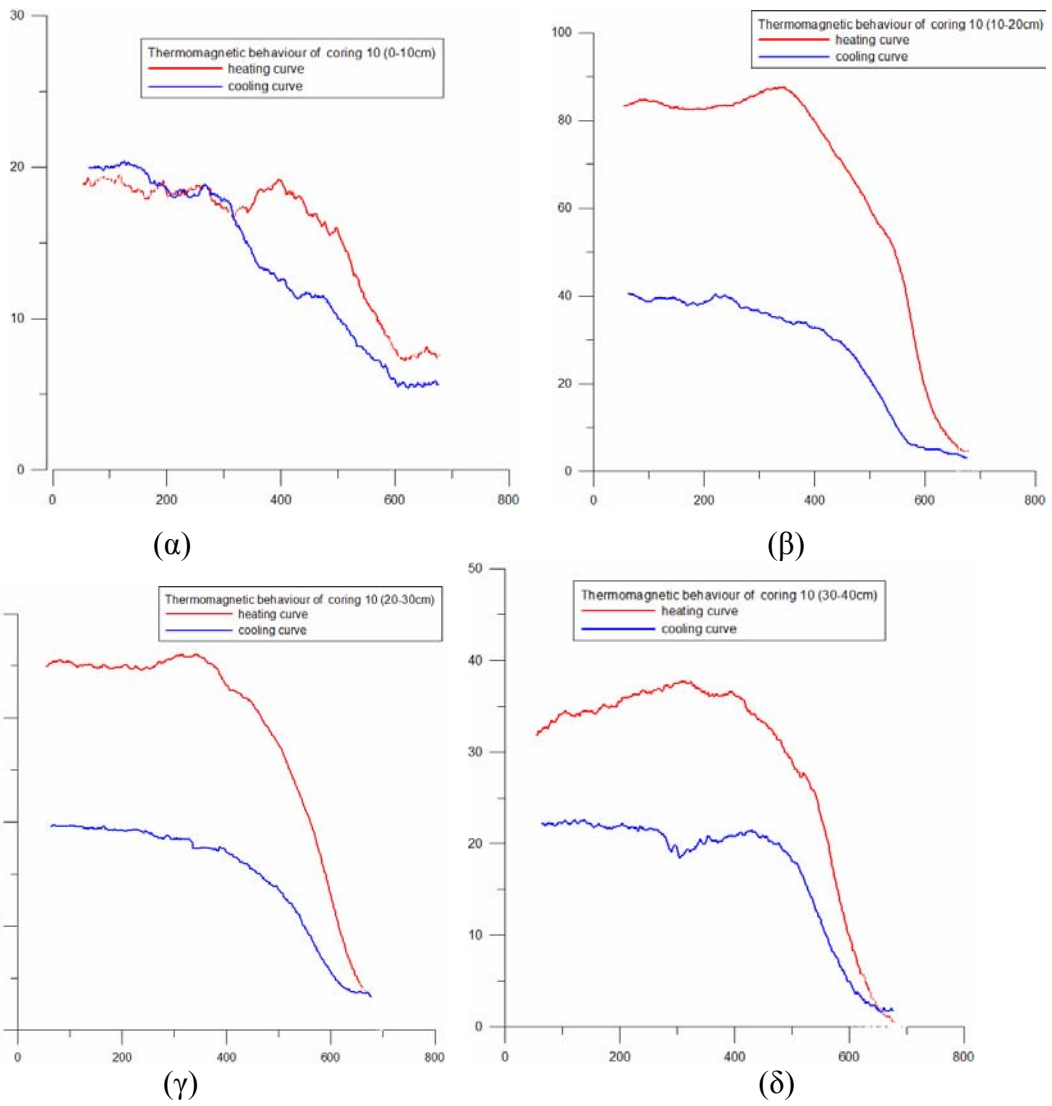 30
20
10
0
0
200
400
600
800
Thermomagnetic behaviour of coring 10 (0-10cm)
heating curve
cooling curve
(α)
100
80
60
40
20
0
0
200
400
600
800
Thermomagnetic behaviour of coring 10 (10-20cm)
heating curve
cooling curve
(β)
Thermomagnetic behaviour of coring 10 (20-30cm)
heating curve
cooling curve
0
200
400
600
800
(γ)
50
40
30
20
10
0
0
200
400
600
800
Thermomagnetic behaviour of coring 10 (30-40cm)
heating curve
cooling curve
(δ)